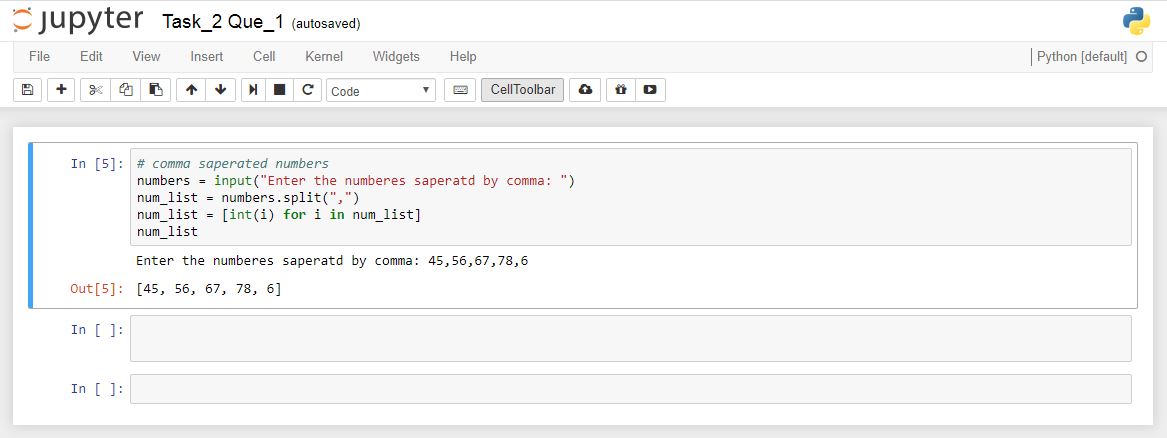 jupyter Task_2 Que_1 (autosaved)
File Edit View Insert Cell Kernel Widgets Help Python [default]
Code CellToolbar
In [5]: # comma saperated numbers
numbers = input("Enter the numberes saperatd by comma: ")
num_list = numbers.split(",")
num_list = [int(i) for i in num_list]
num_list
Enter the numberes saperatd by comma: 45,56,67,78,6
Out[5]: [45, 56, 67, 78, 6]
In [ ]:
In [ ]: